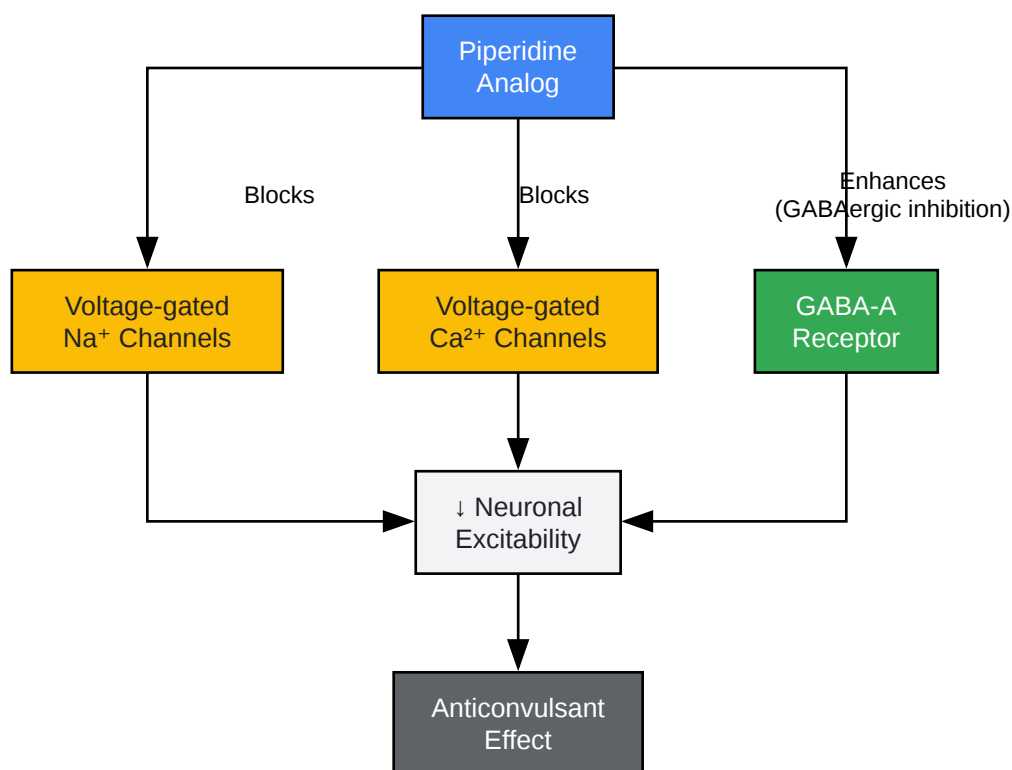 Piperidine
Analog
Blocks
Blocks
Enhances
(GABAergic inhibition)
Voltage-gated
Na⁺ Channels
Voltage-gated
Ca²⁺ Channels
GABA-A
Receptor
↓ Neuronal
Excitability
Anticonvulsant
Effect